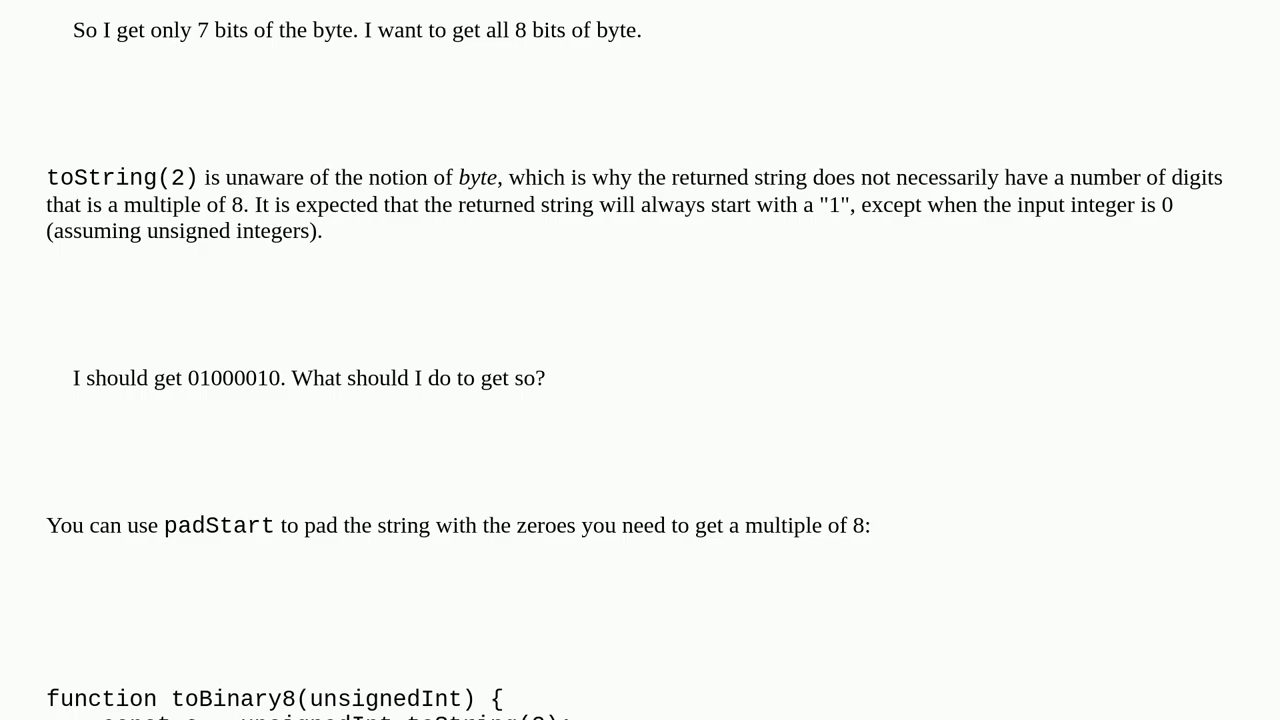 So I get only 7 bits of the byte. I want to get all 8 bits of byte.
toString(2) is unaware of the notion of byte, which is why the returned string does not necessarily have a number of digits
that is a multiple of 8. It is expected that the returned string will always start with a "1", except when the input integer is 0
(assuming unsigned integers).
I should get 01000010. What should I do to get so?
You can use padStart to pad the string with the zeroes you need to get a multiple of 8:
function toBinary8(unsignedInt) {
const s = unsignedInt.toString(2);